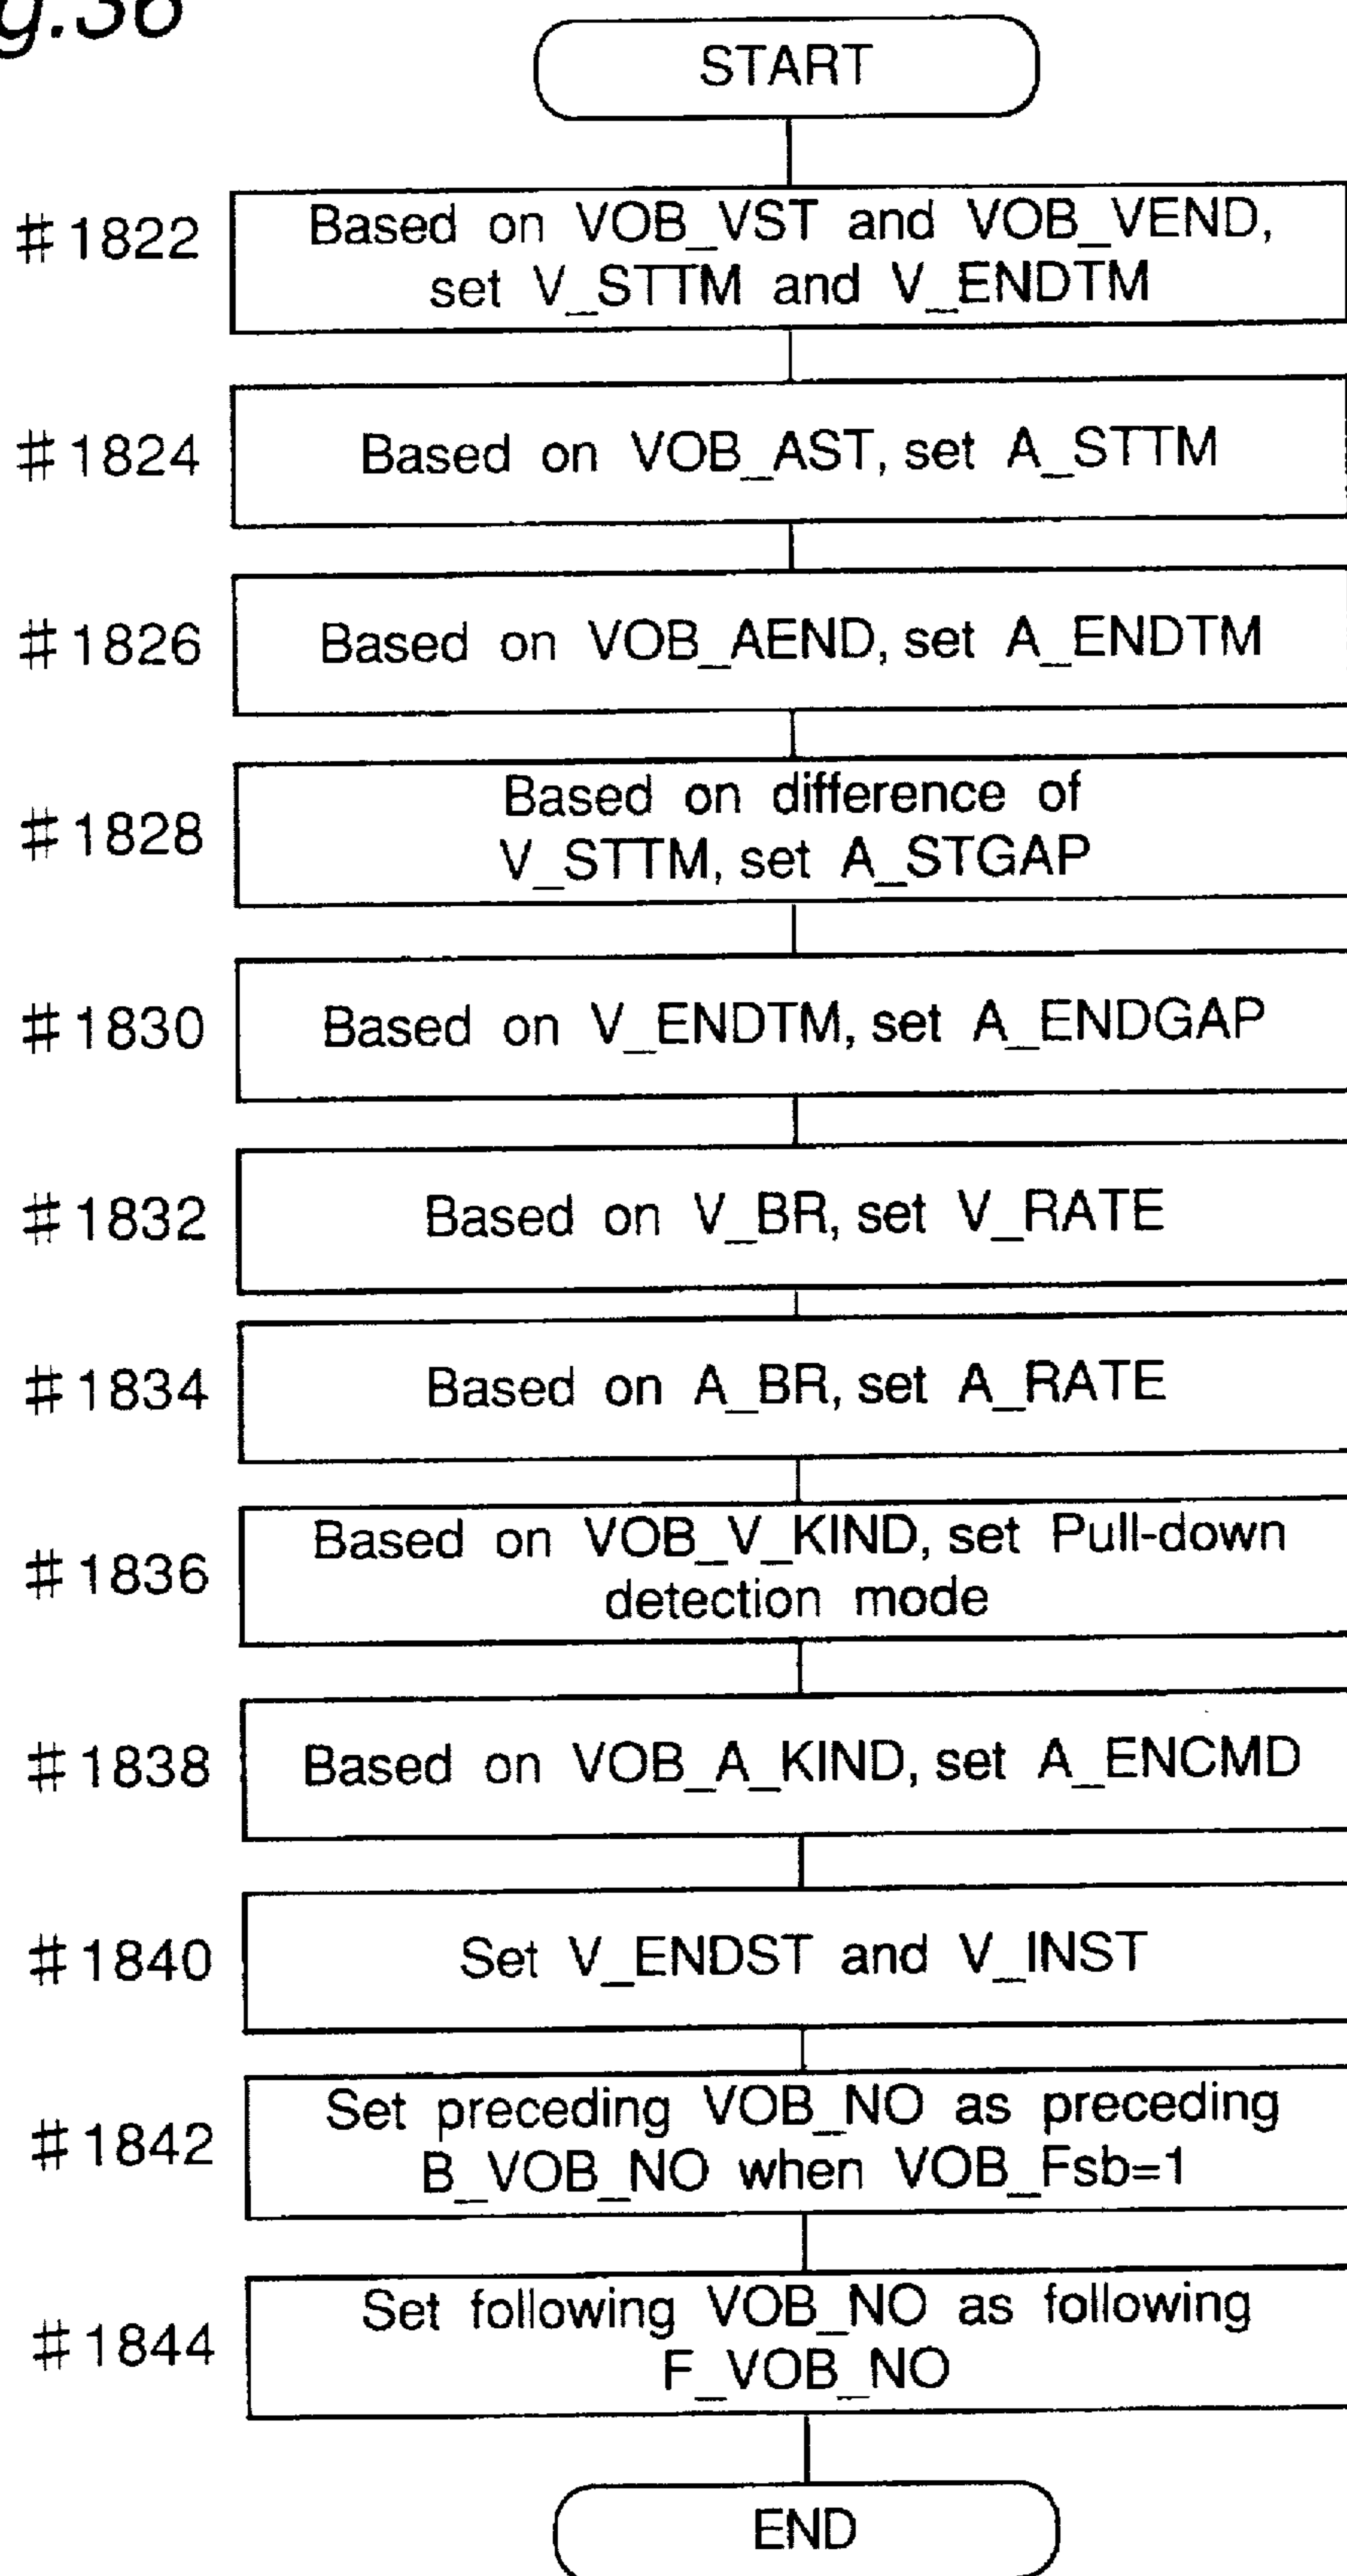 g.36
START
#1822
Based on VOB_VST and VOB_VEND,
set V_STTM and V_ENDTM
#1824
Based on VOB_AST, set A_STTM
#1826
Based on VOB_AEND, set A_ENDTM
#1828
Based on difference of
V_STTM, set A_STGAP
#1830
Based on V_ENDTM, set A_ENDGAP
#1832
Based on V_BR, set V_RATE
#1834
Based on A_BR, set A_RATE
#1836
Based on VOB_V_KIND, set Pull-down
detection mode
#1838
Based on VOB_A_KIND, set A_ENCMD
#1840
Set V_ENDST and V_INST
#1842
Set preceding VOB_NO as preceding
B_VOB_NO when VOB_Fsb=1
#1844
Set following VOB_NO as following
F_VOB_NO
END